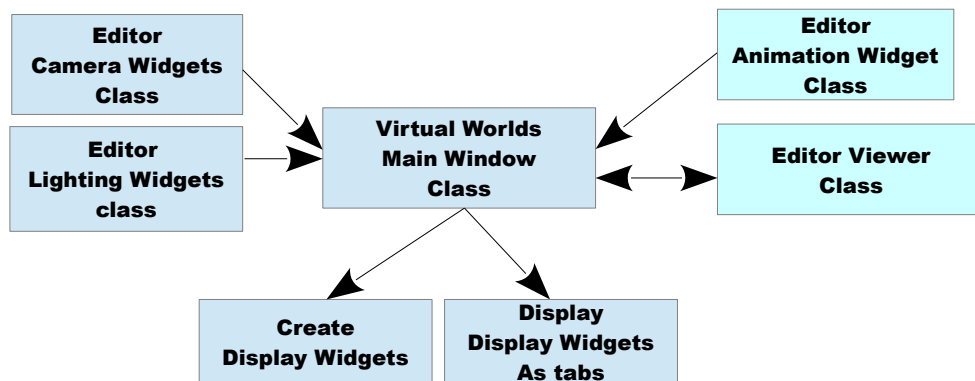 Editor
Camera Widgets
Class
Editor
Animation Widget
Class
Virtual Worlds
Main Window
Class
Editor
Lighting Widgets
class
Editor Viewer
Class
Create
Display Widgets
Display
Display Widgets
As tabs